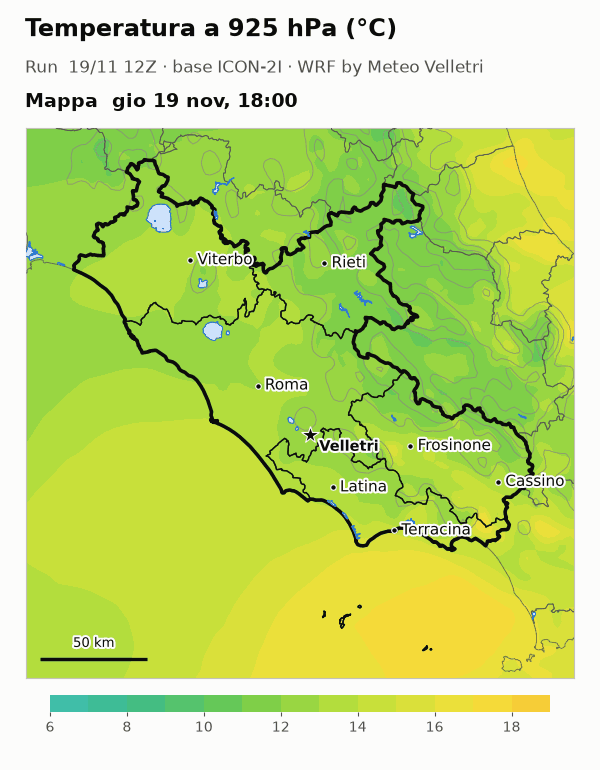 Temperatura a 925 hPa (°C)
Run  19/11 12Z · base ICON-2I · WRF by Meteo Velletri
Mappa  gio 19 nov, 18:00
Viterbo
Rieti
Roma
Velletri
Frosinone
Cassino
Latina
Terracina
50 km
6 8 10 12 14 16 18